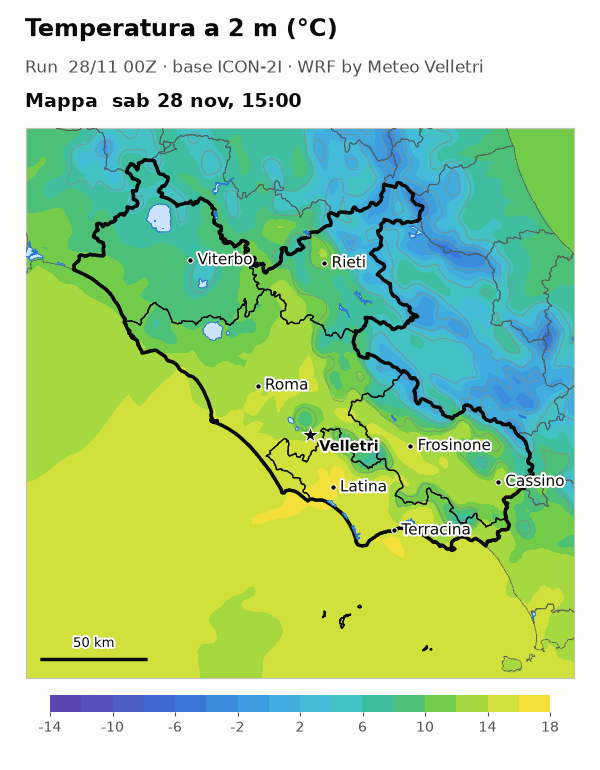 Temperatura a 2 m (°C)
Run  28/11 00Z · base ICON-2I · WRF by Meteo Velletri
Mappa  sab 28 nov, 15:00
Viterbo
Rieti
Roma
Velletri
Frosinone
Latina
Cassino
Terracina
50 km
-14 -10 -6 -2 2 6 10 14 18